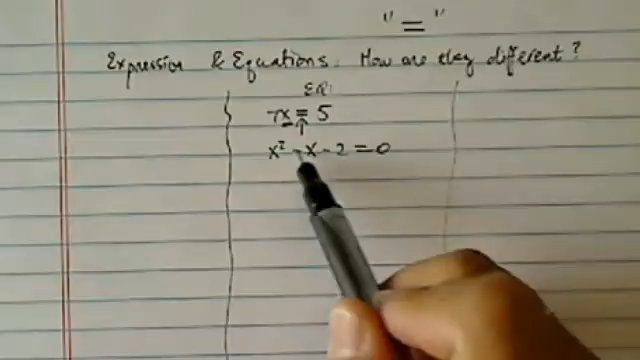 " = "
Expression & Equations. How are they different?
EQ:
7x = 5
x² - x - 2 = 0